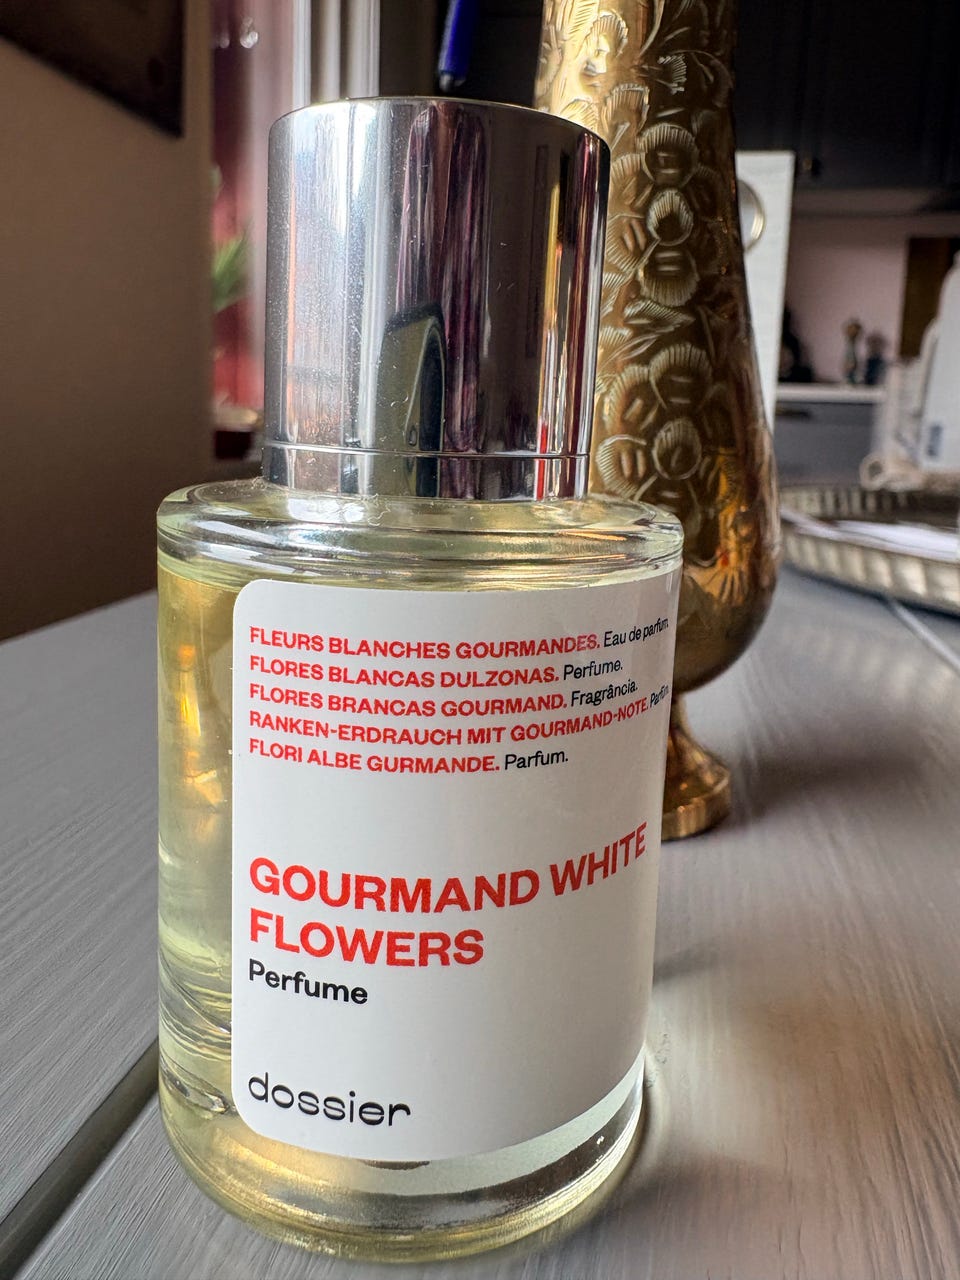 FLEURS BLANCHES GOURMANDES. Eau de parfum.
FLORES BLANCAS DULZONAS. Perfume.
FLORES BRANCAS GOURMAND. Fragrância.
RANKEN-ERDRAUCH MIT GOURMAND-NOTE. Parfum.
FLORI ALBE GURMANDE. Parfum.
GOURMAND WHITE
FLOWERS
Perfume
dossier